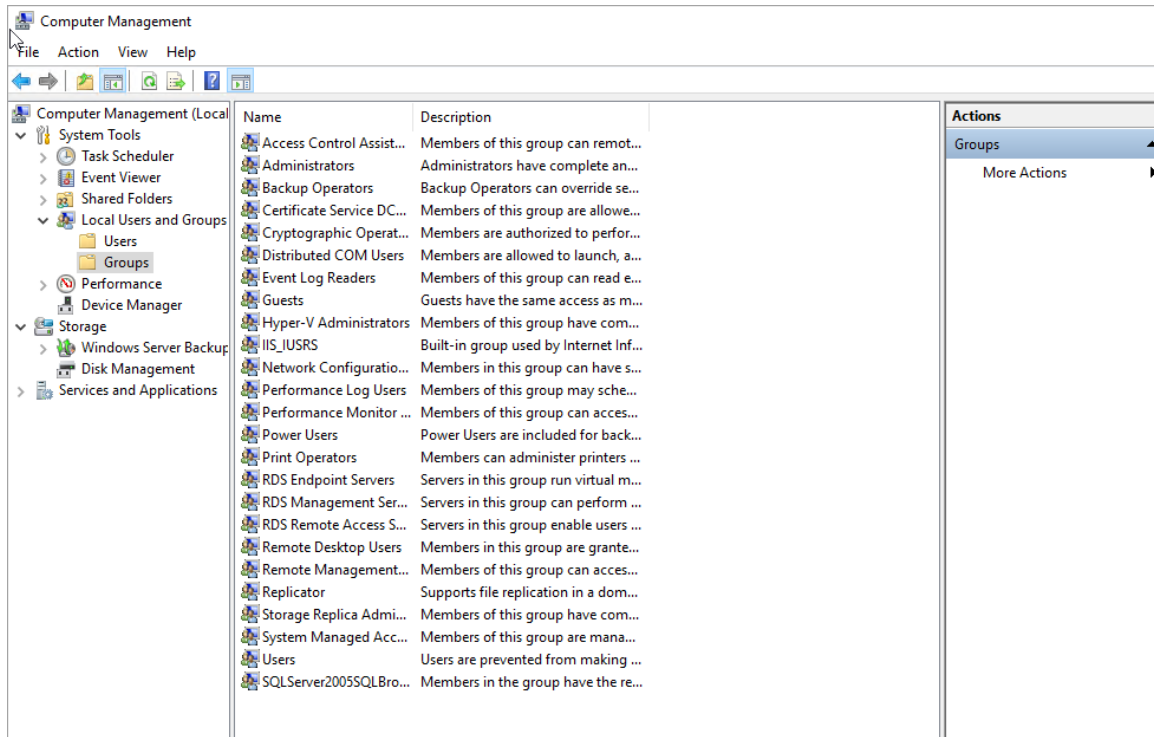 Computer Management
File Action View Help
Computer Management (Local
System Tools
Task Scheduler
Event Viewer
Shared Folders
Local Users and Groups
Users
Groups
Performance
Device Manager
Storage
Windows Server Backup
Disk Management
Services and Applications
Name Description
Access Control Assist... Members of this group can remot...
Administrators Administrators have complete an...
Backup Operators Backup Operators can override se...
Certificate Service DC... Members of this group are allowe...
Cryptographic Operat... Members are authorized to perfor...
Distributed COM Users Members are allowed to launch, a...
Event Log Readers Members of this group can read e...
Guests Guests have the same access as m...
Hyper-V Administrators Members of this group have com...
IIS_IUSRS Built-in group used by Internet Inf...
Network Configuratio... Members in this group can have s...
Performance Log Users Members of this group may sche...
Performance Monitor ... Members of this group can acces...
Power Users Power Users are included for back...
Print Operators Members can administer printers ...
RDS Endpoint Servers Servers in this group run virtual m...
RDS Management Ser... Servers in this group can perform ...
RDS Remote Access S... Servers in this group enable users ...
Remote Desktop Users Members in this group are grante...
Remote Management... Members of this group can acces...
Replicator Supports file replication in a dom...
Storage Replica Admi... Members of this group have com...
System Managed Acc... Members of this group are mana...
Users Users are prevented from making ...
SQLServer2005SQLBro... Members in the group have the re...
Actions
Groups
More Actions